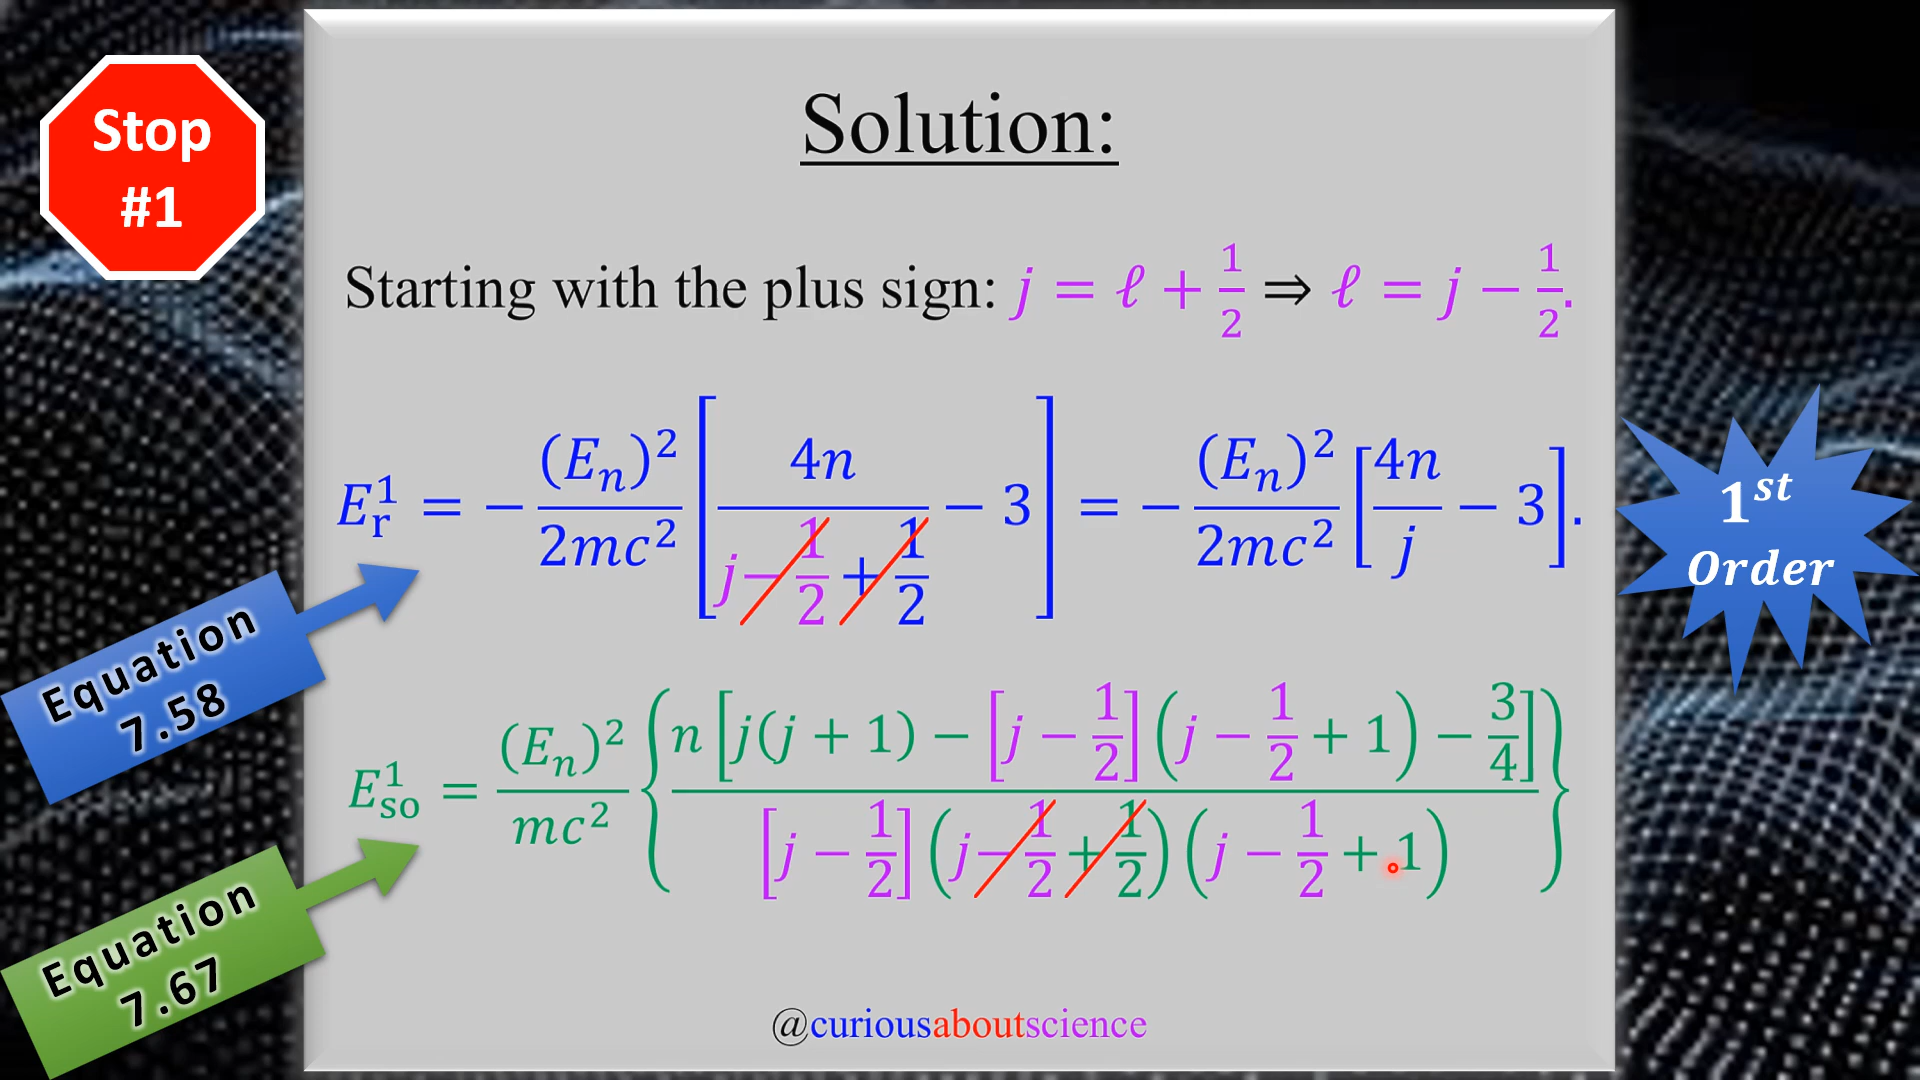 Stop
#1
Solution:
Starting with the plus sign: j = ℓ + 1/2 ⇒ ℓ = j − 1/2.
E_r^1 = − (E_n)^2/2mc^2 [4n/(j − 1/2 + 1/2) − 3] = − (E_n)^2/2mc^2 [4n/j − 3].
1^st
Order
Equation
7.58
E_so^1 = (E_n)^2/mc^2 {n[j(j + 1) − [j − 1/2](j − 1/2 + 1) − 3/4] / [j − 1/2](j − 1/2 + 1/2)(j − 1/2 + 1)}
Equation
7.67
@curiousaboutscience